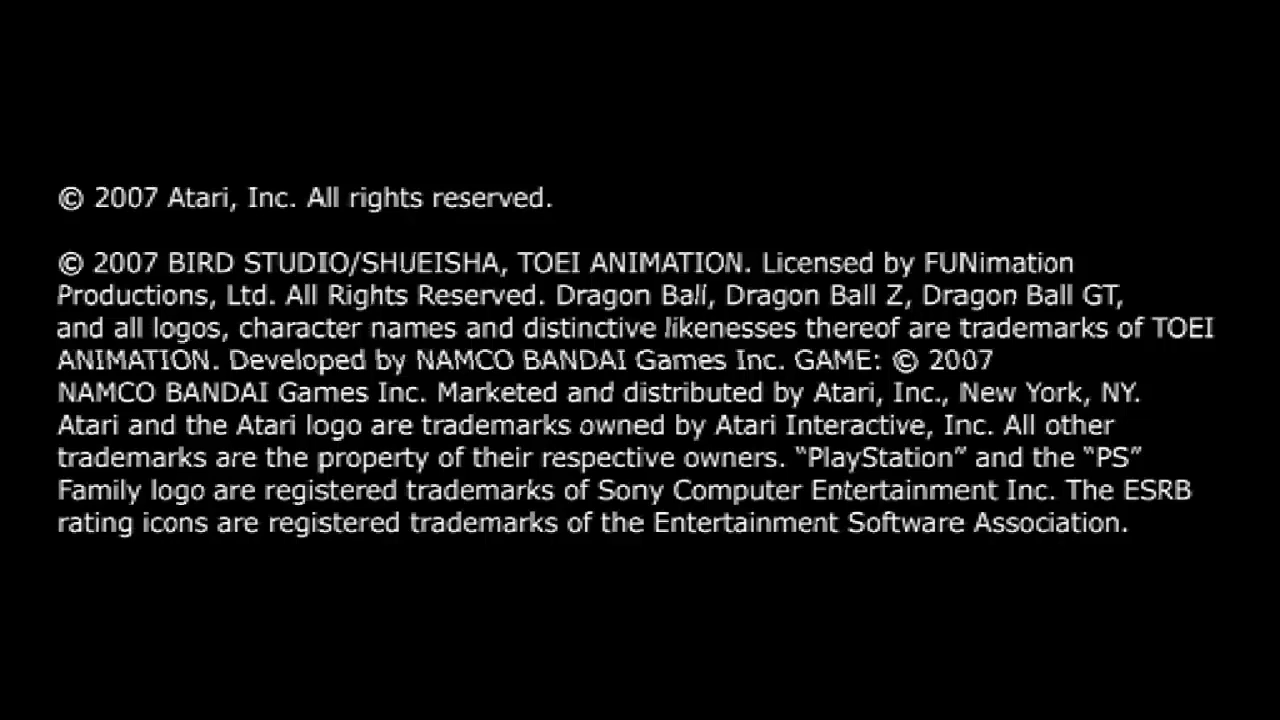 © 2007 Atari, Inc. All rights reserved.
© 2007 BIRD STUDIO/SHUEISHA, TOEI ANIMATION. Licensed by FUNimation
Productions, Ltd. All Rights Reserved. Dragon Ball, Dragon Ball Z, Dragon Ball GT,
and all logos, character names and distinctive likenesses thereof are trademarks of TOEI
ANIMATION. Developed by NAMCO BANDAI Games Inc. GAME: © 2007
NAMCO BANDAI Games Inc. Marketed and distributed by Atari, Inc., New York, NY.
Atari and the Atari logo are trademarks owned by Atari Interactive, Inc. All other
trademarks are the property of their respective owners. “PlayStation” and the “PS”
Family logo are registered trademarks of Sony Computer Entertainment Inc. The ESRB
rating icons are registered trademarks of the Entertainment Software Association.